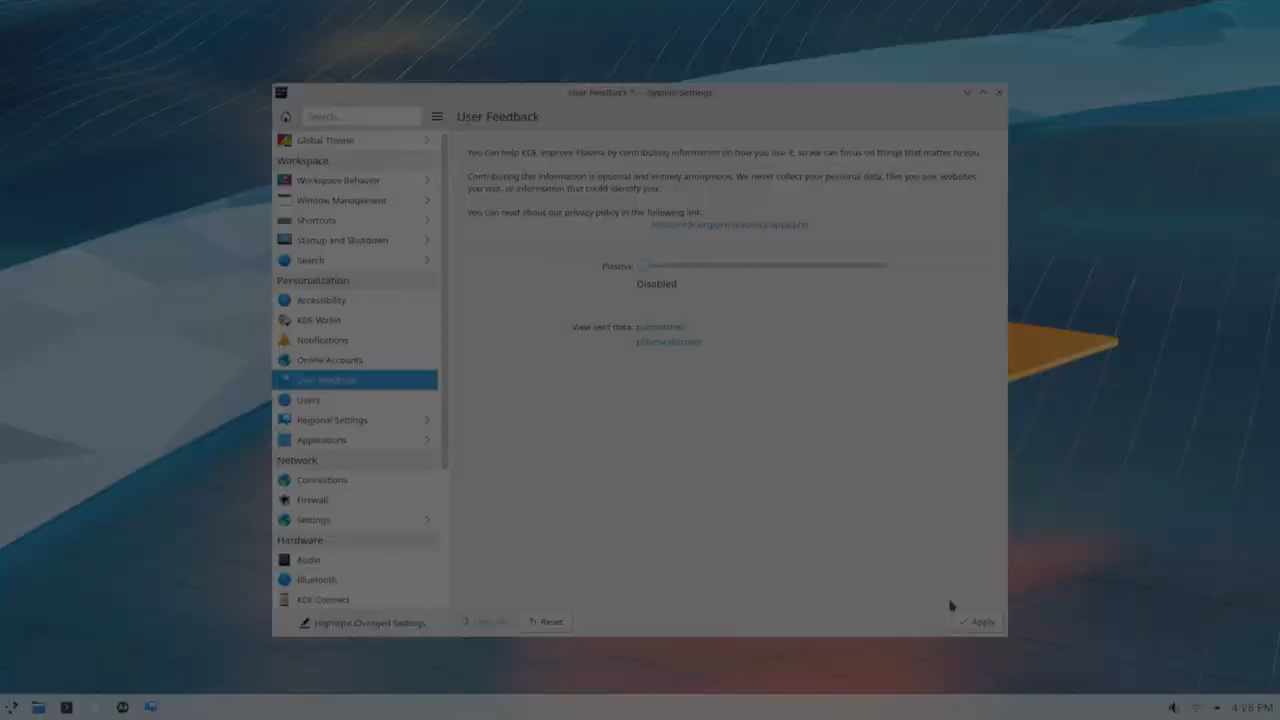 User Feedback * — System Settings
Search...
User Feedback
Global Theme
Workspace
Workspace Behavior
Window Management
Shortcuts
Startup and Shutdown
Search
Personalization
Accessibility
KDE Wallet
Notifications
Online Accounts
User Feedback
Users
Regional Settings
Applications
Network
Connections
Firewall
Settings
Hardware
Audio
Bluetooth
KDE Connect
Highlight Changed Settings
You can help KDE improve Plasma by contributing information on how you use it, so we can focus on things that matter to you.
Contributing this information is optional and entirely anonymous. We never collect your personal data, files you use, websites
you visit, or information that could identify you.
You can read about our privacy policy in the following link:
Plasma:
Disabled
View sent data:
plasmashell
Reset
Apply
4:28 PM